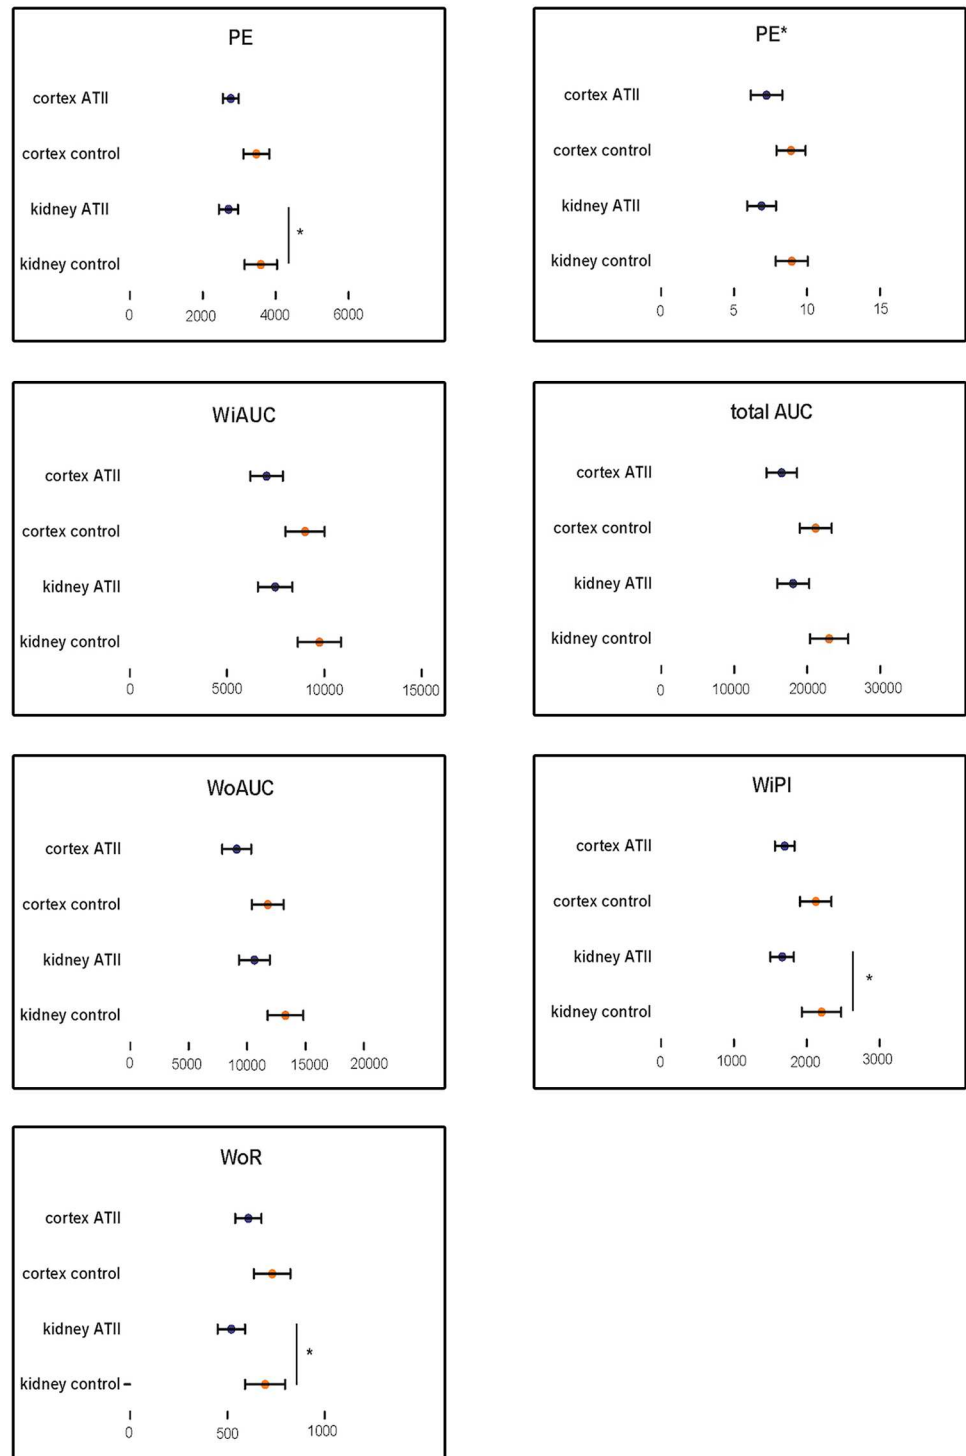 PE
cortex ATII
cortex control
kidney ATII
*
kidney control
0 2000 4000 6000
PE*
cortex ATII
cortex control
kidney ATII
kidney control
0 5 10 15
WiAUC
cortex ATII
cortex control
kidney ATII
kidney control
0 5000 10000 15000
total AUC
cortex ATII
cortex control
kidney ATII
kidney control
0 10000 20000 30000
WoAUC
cortex ATII
cortex control
kidney ATII
kidney control
0 5000 10000 15000 20000
WiPI
cortex ATII
cortex control
kidney ATII
*
kidney control
0 1000 2000 3000
WoR
cortex ATII
cortex control
kidney ATII
*
kidney control
0 500 1000